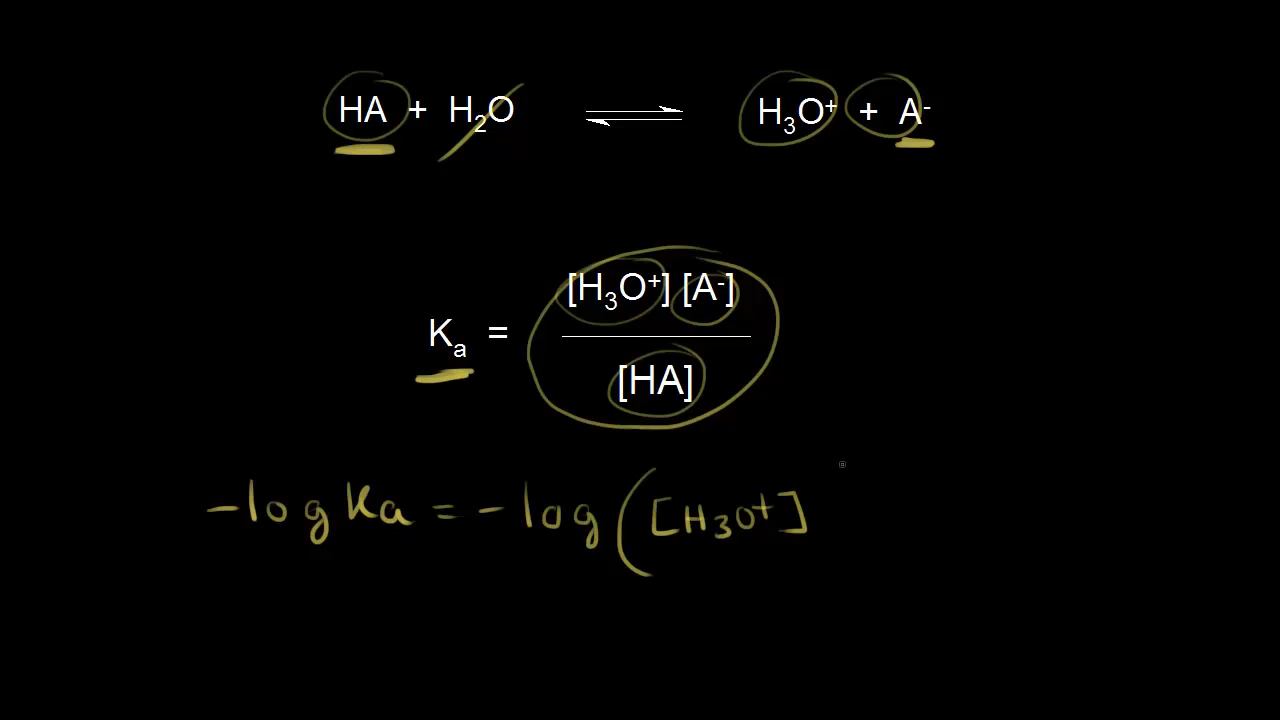 HA + H₂O ⇌ H₃O⁺ + A⁻
[H₃O⁺] [A⁻]
Kₐ =
[HA]
-log Ka = -log ([H₃O⁺]